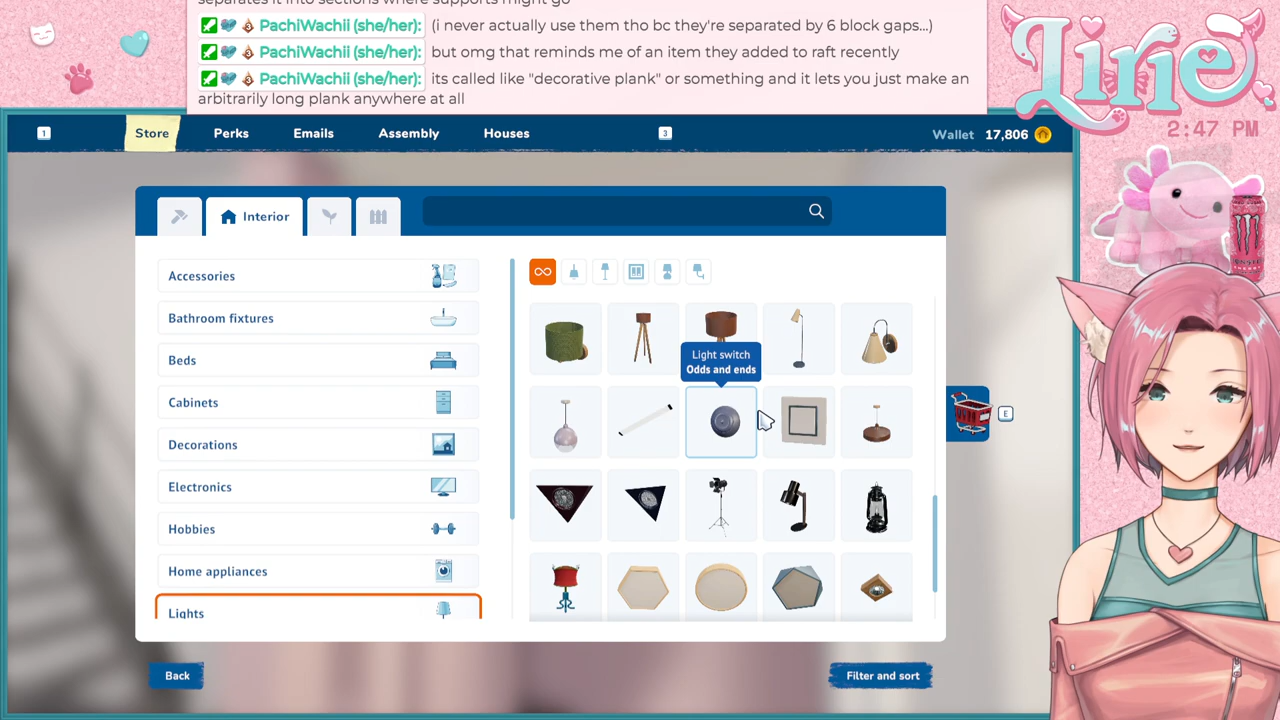 separates it into sections where supports might go
PachiWachii (she/her): (i never actually use them tho bc they're separated by 6 block gaps...)
PachiWachii (she/her): but omg that reminds me of an item they added to raft recently
PachiWachii (she/her): its called like "decorative plank" or something and it lets you just make an
arbitrarily long plank anywhere at all
Lirie
2:47 PM
1 Store Perks Emails Assembly Houses 3 Wallet 17,806
Interior
Accessories
Bathroom fixtures
Beds
Cabinets
Decorations
Electronics
Hobbies
Home appliances
Lights
Light switch
Odds and ends
E
Back
Filter and sort